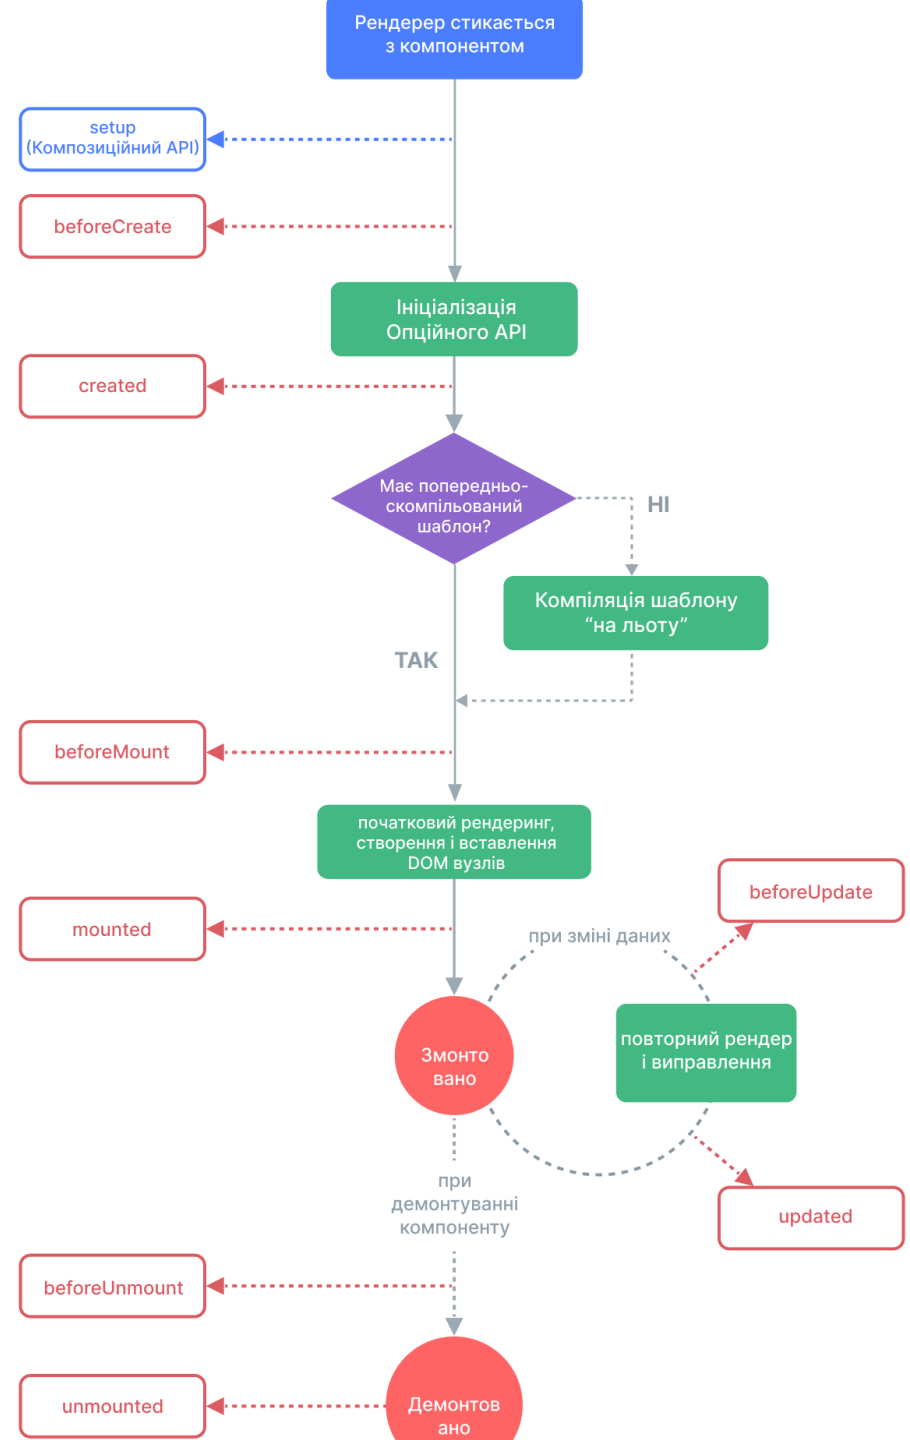 Рендерер стикається
з компонентом
setup
(Композиційний API)
beforeCreate
Ініціалізація
Опційного API
created
Має попередньо-
скомпільований
шаблон?
НІ
Компіляція шаблону
“на льоту”
ТАК
beforeMount
початковий рендеринг,
створення і вставлення
DOM вузлів
beforeUpdate
mounted
при зміні даних
повторний рендер
і виправлення
Змонто
вано
при
демонтуванні
компоненту
updated
beforeUnmount
unmounted
Демонтов
ано